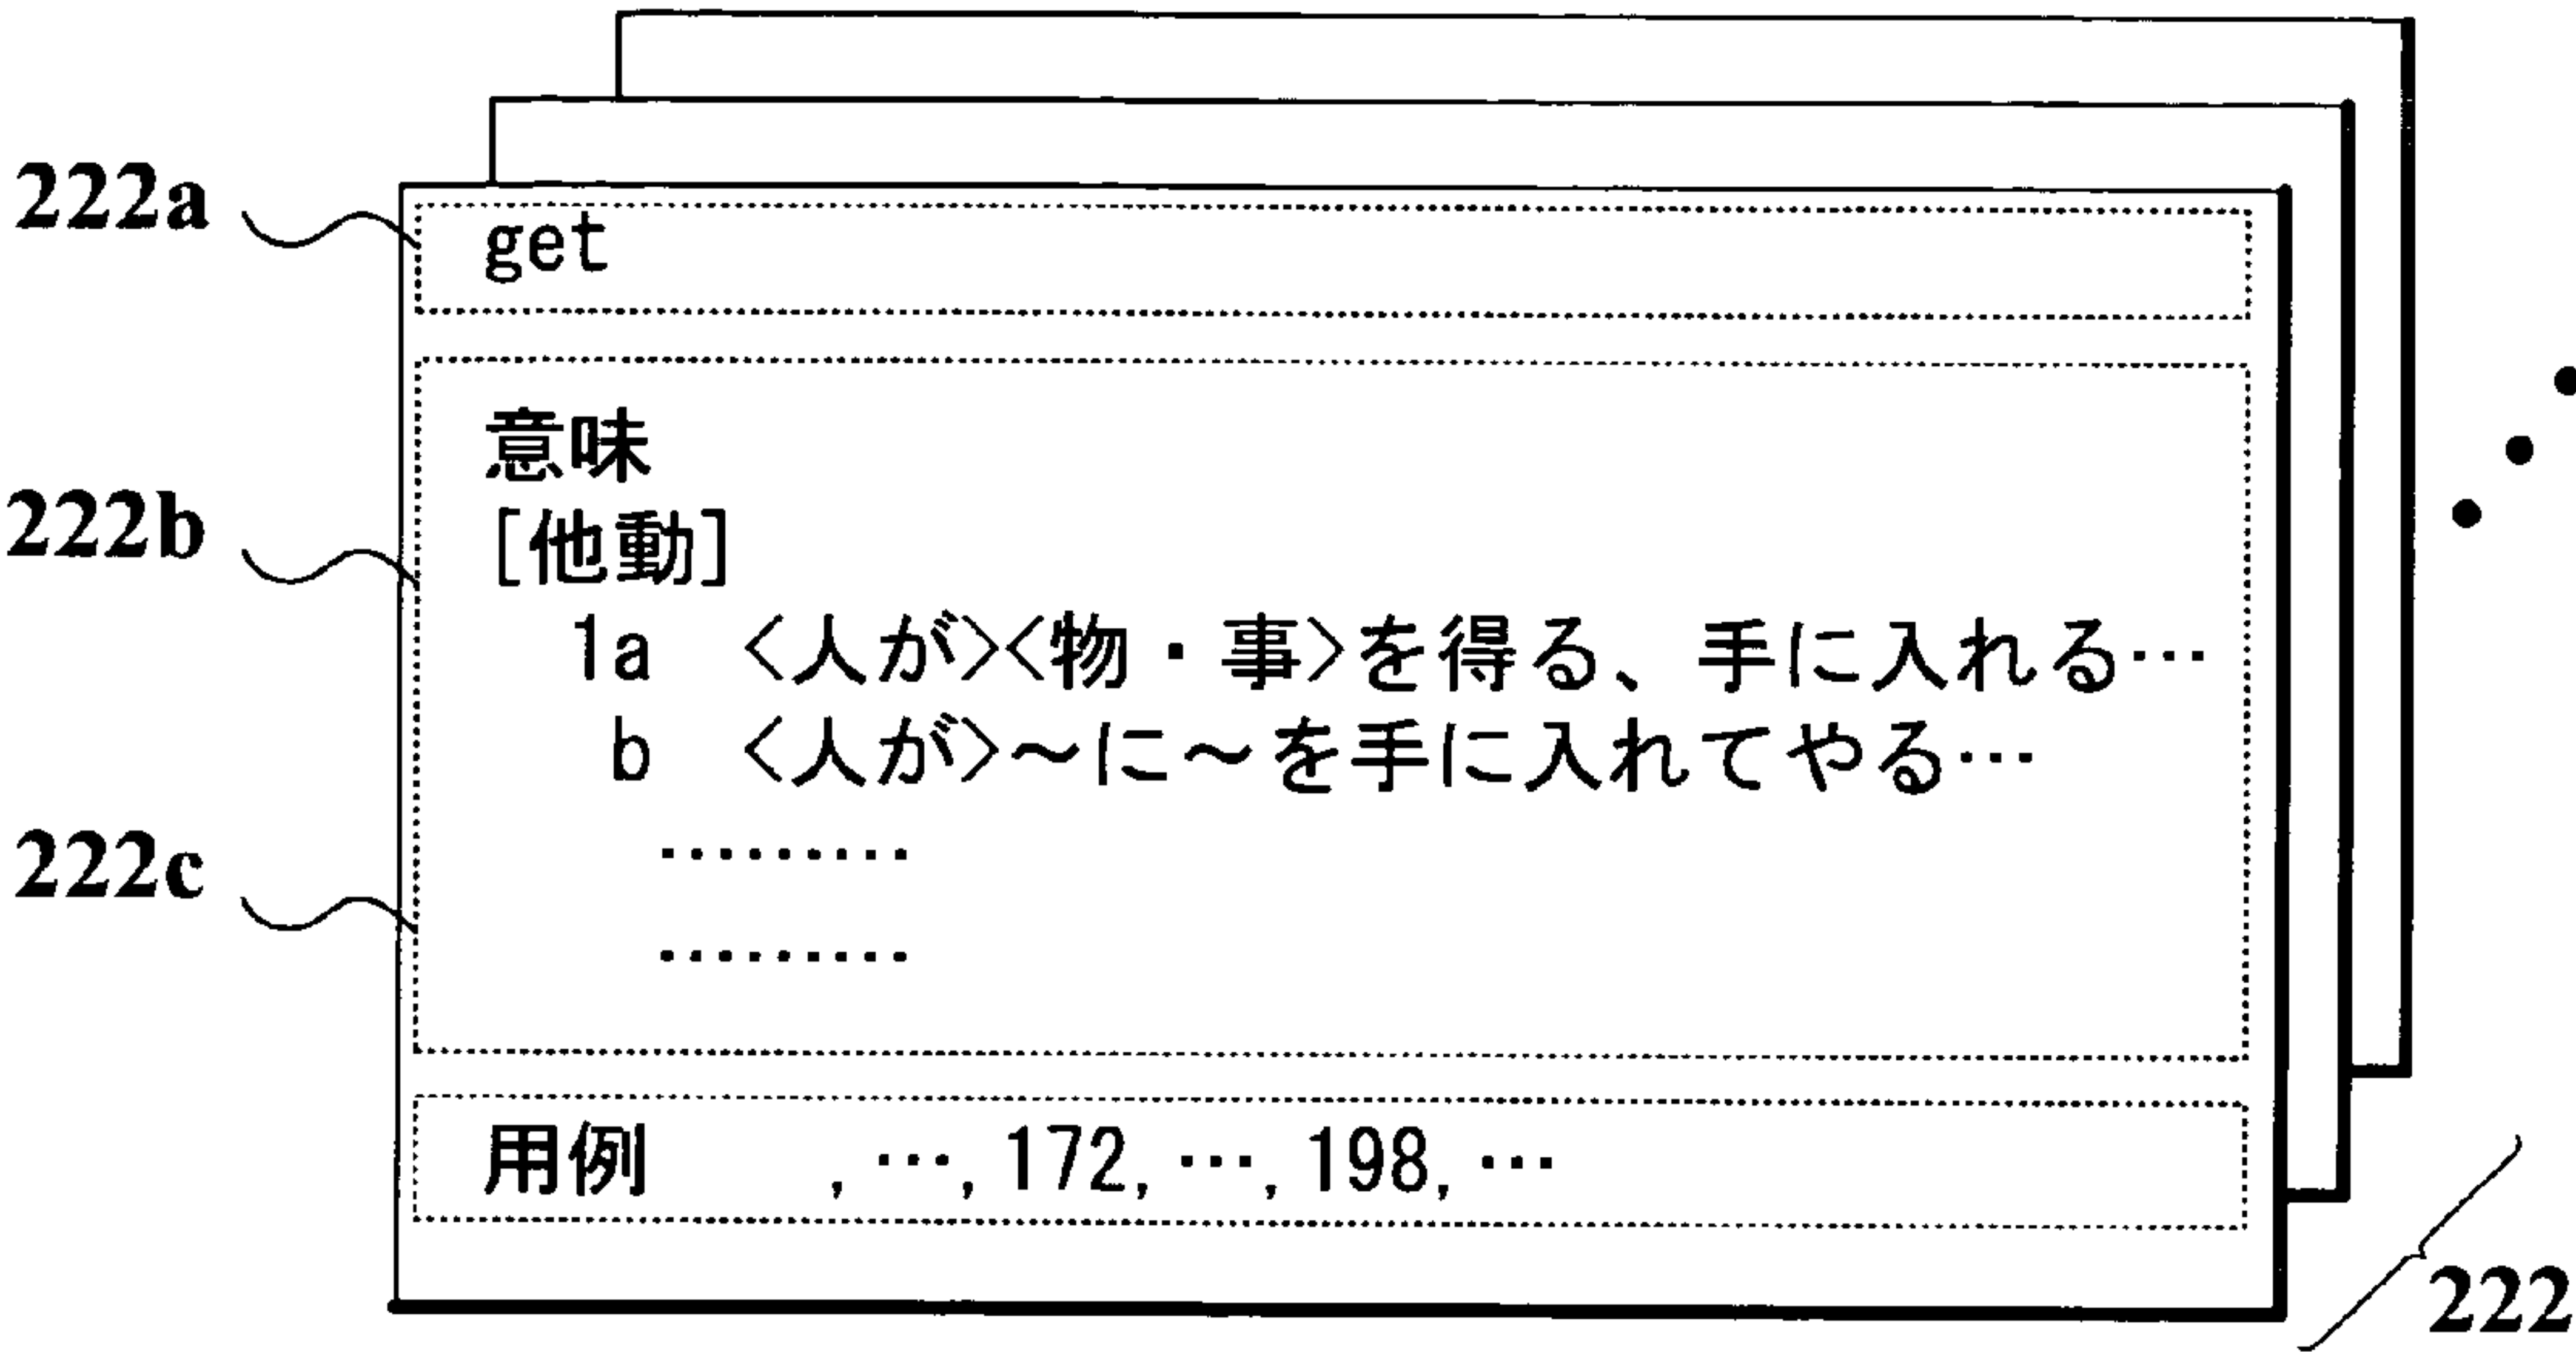 222a
get
意味
222b
[他動]
1a <人が><物・事>を得る、手に入れる…
b <人が>~に~を手に入れてやる…
222c
………
………
用例 ,…,172,…,198,…
222